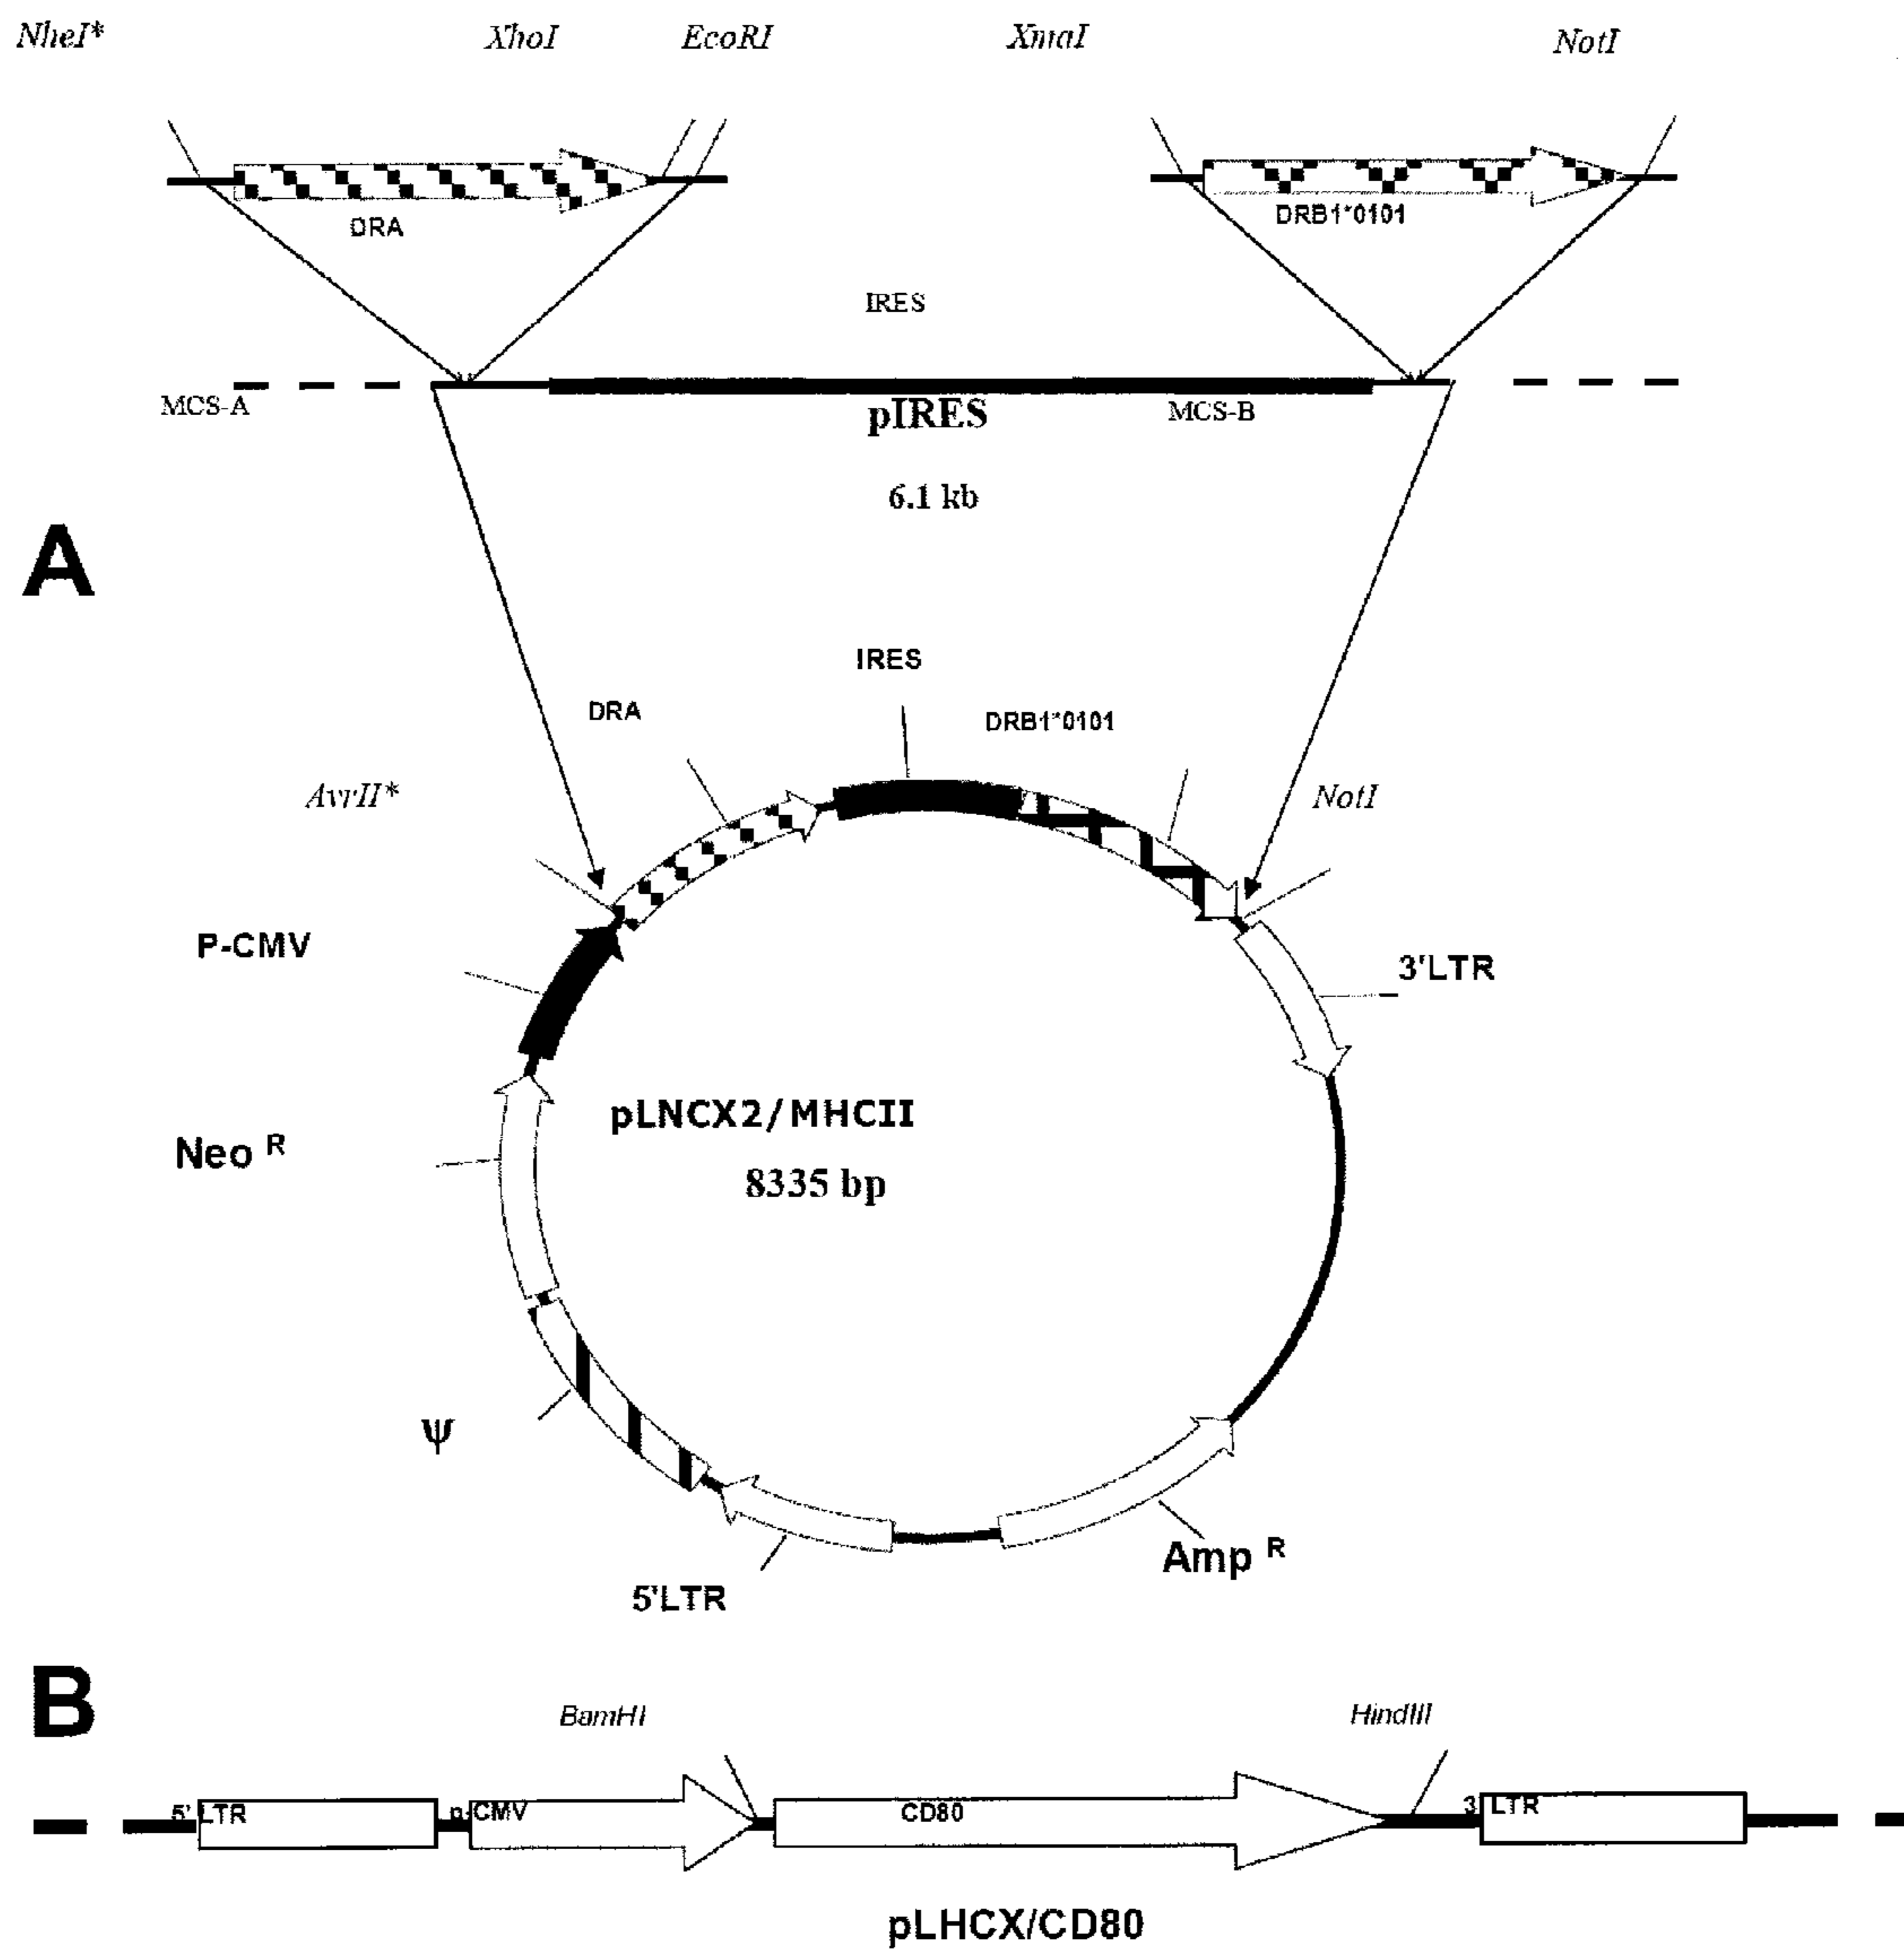 NheI* XhoI EcoRI XmaI NotI
DRA DRB1*0101
IRES
MCS-A pIRES MCS-B
6.1 kb
A
IRES
DRA DRB1*0101
AvrII* NotI
P-CMV 3'LTR
pLNCX2/MHCII
Neo R
8335 bp
ψ
Amp R
5'LTR
B
BamHI HindIII
5' LTR p-CMV CD80 3' LTR
pLHCX/CD80